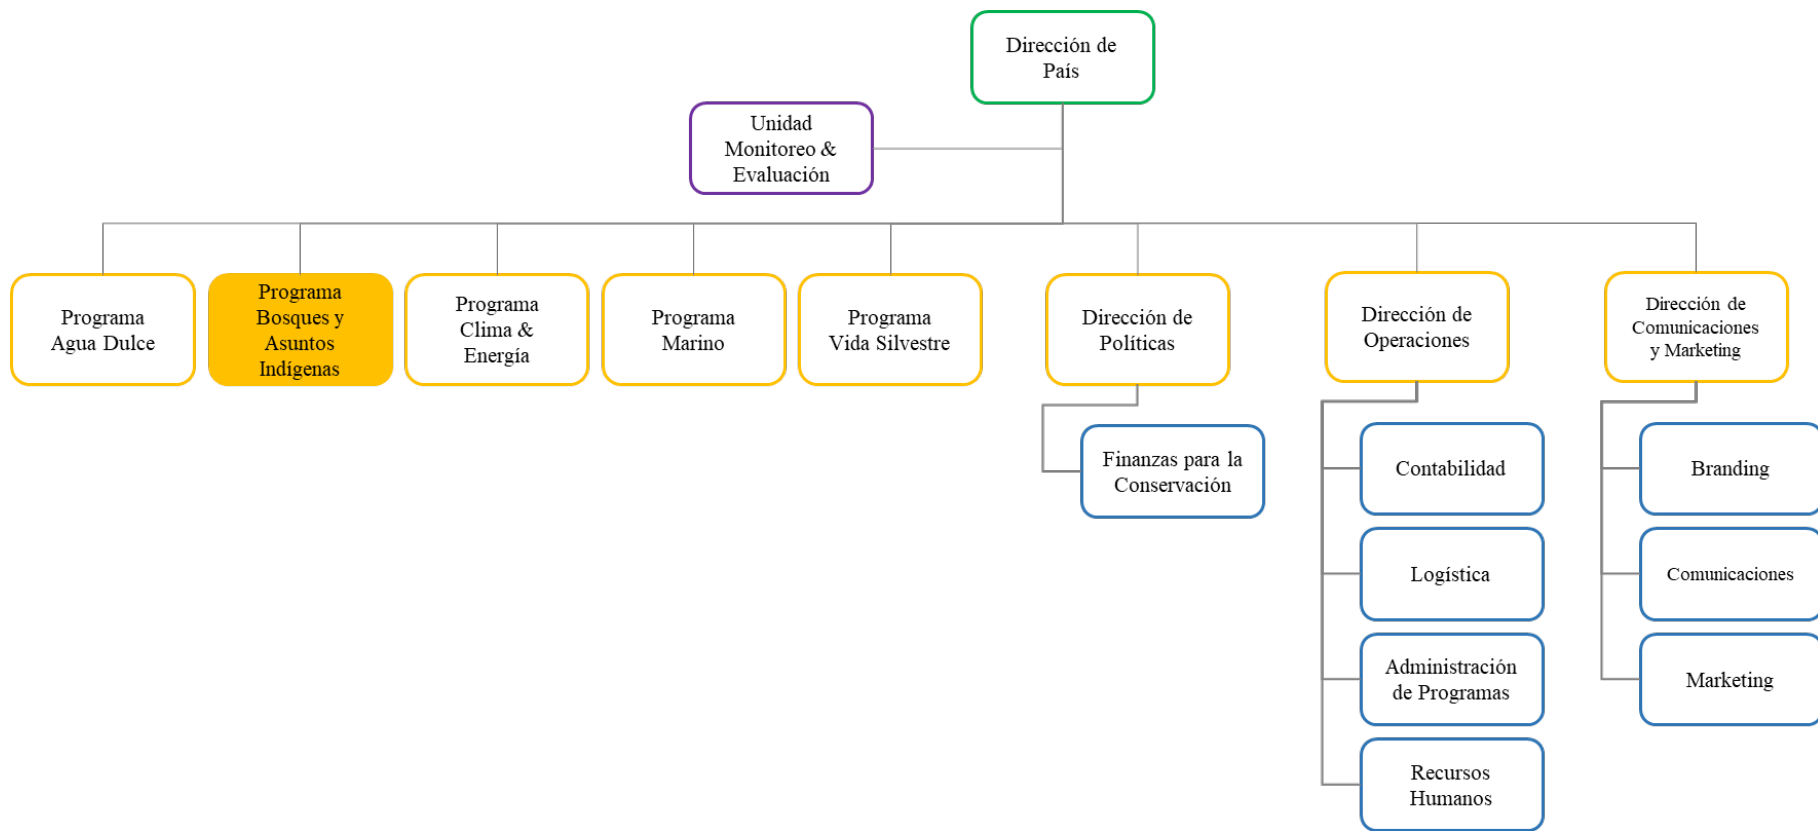 Dirección de
País
Unidad
Monitoreo &
Evaluación
Programa
Agua Dulce
Programa
Bosques y
Asuntos
Indígenas
Programa
Clima &
Energía
Programa
Marino
Programa
Vida Silvestre
Dirección de
Políticas
Dirección de
Operaciones
Dirección de
Comunicaciones
y Marketing
Finanzas para la
Conservación
Contabilidad
Logística
Administración
de Programas
Recursos
Humanos
Branding
Comunicaciones
Marketing